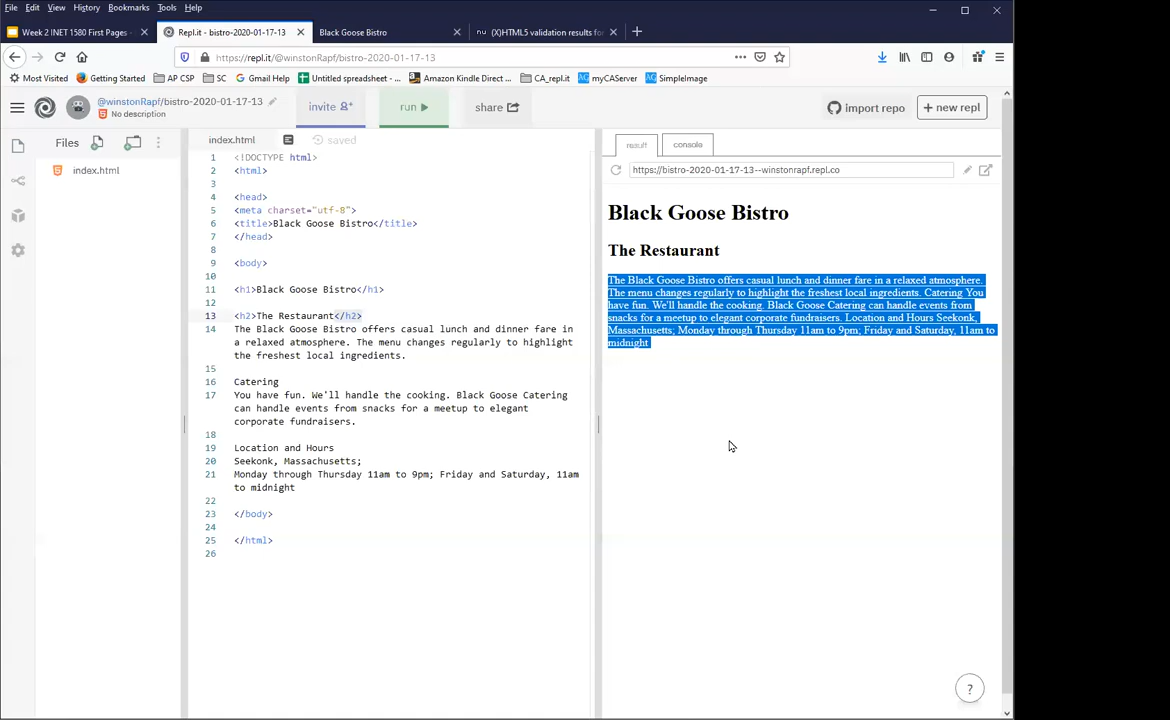 File Edit View History Bookmarks Tools Help
Week 2 INET 1580 First Pages - Repl.it - bistro-2020-01-17-13 Black Goose Bistro (X)HTML5 validation results for
https://repl.it/@winstonRapf/bistro-2020-01-17-13
Most Visited Getting Started AP CSP SC Gmail Help Untitled spreadsheet - ... Amazon Kindle Direct ... CA_repl.it myCAServer SimpleImage
@winstonRapf/bistro-2020-01-17-13
No description
invite run share import repo + new repl
Files index.html saved
index.html
result console
https://bistro-2020-01-17-13--winstonrapf.repl.co
1 <!DOCTYPE html>
2 <html>
3
4 <head>
5 <meta charset="utf-8">
6 <title>Black Goose Bistro</title>
7 </head>
8
9 <body>
10
11 <h1>Black Goose Bistro</h1>
12
13 <h2>The Restaurant</h2>
14 The Black Goose Bistro offers casual lunch and dinner fare in
a relaxed atmosphere. The menu changes regularly to highlight
the freshest local ingredients.
15
16 Catering
17 You have fun. We'll handle the cooking. Black Goose Catering
can handle events from snacks for a meetup to elegant
corporate fundraisers.
18
19 Location and Hours
20 Seekonk, Massachusetts;
21 Monday through Thursday 11am to 9pm; Friday and Saturday, 11am
to midnight
22
23 </body>
24
25 </html>
26
Black Goose Bistro
The Restaurant
The Black Goose Bistro offers casual lunch and dinner fare in a relaxed atmosphere.
The menu changes regularly to highlight the freshest local ingredients. Catering You
have fun. We'll handle the cooking. Black Goose Catering can handle events from
snacks for a meetup to elegant corporate fundraisers. Location and Hours Seekonk,
Massachusetts; Monday through Thursday 11am to 9pm; Friday and Saturday, 11am to
midnight
?